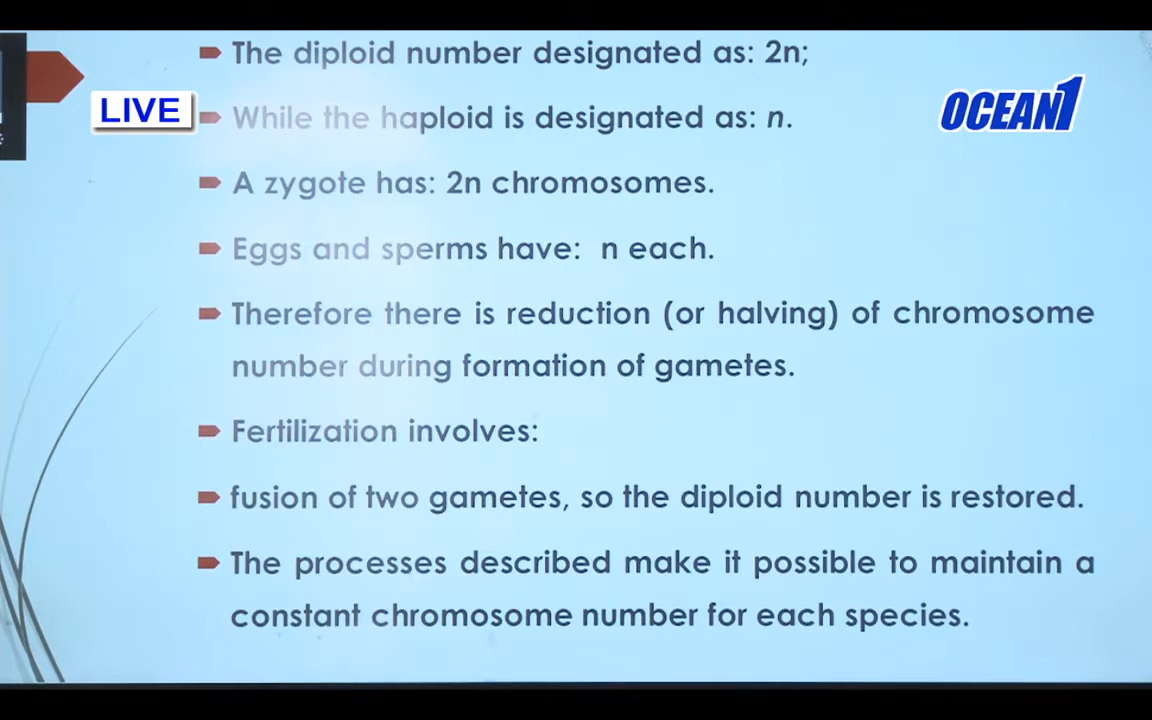 The diploid number designated as: 2n;
LIVE
OCEAN1
While the haploid is designated as: n.
A zygote has: 2n chromosomes.
Eggs and sperms have: n each.
Therefore there is reduction (or halving) of chromosome
number during formation of gametes.
Fertilization involves:
fusion of two gametes, so the diploid number is restored.
The processes described make it possible to maintain a
constant chromosome number for each species.